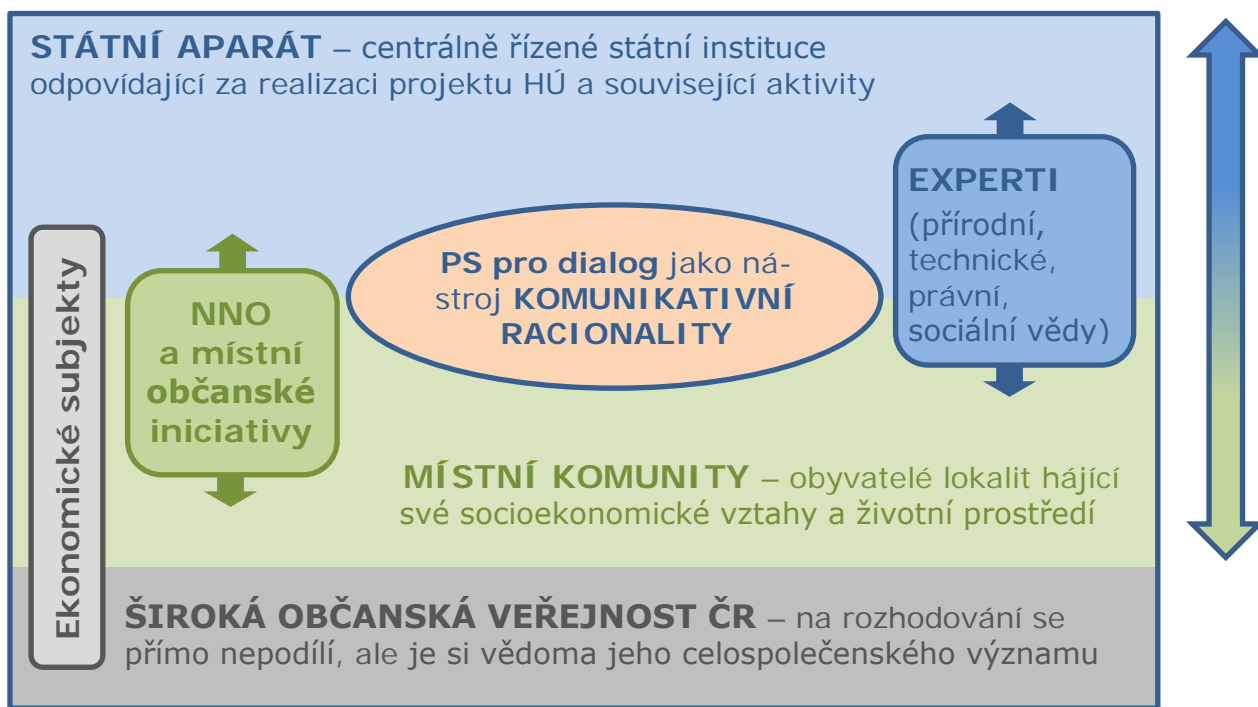 STÁTNÍ APARÁT – centrálně řízené státní instituce
odpovídající za realizaci projektu HÚ a související aktivity
EXPERTI
(přírodní,
technické,
právní,
sociální vědy)
PS pro dialog jako ná-
stroj KOMUNIKATIVNÍ
RACIONALITY
NNO
a místní
občanské
iniciativy
Ekonomické subjekty
MÍSTNÍ KOMUNITY – obyvatelé lokalit hájící
své socioekonomické vztahy a životní prostředí
ŠIROKÁ OBČANSKÁ VEŘEJNOST ČR – na rozhodování se
přímo nepodílí, ale je si vědoma jeho celospolečenského významu